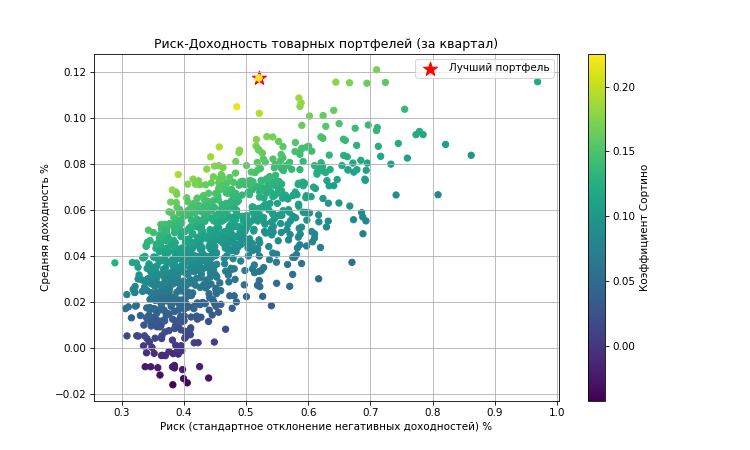 Риск-Доходность товарных портфелей (за квартал)
Лучший портфель
0.12
0.10
0.08
0.06
0.04
0.02
0.00
−0.02
Средняя доходность %
0.3 0.4 0.5 0.6 0.7 0.8 0.9 1.0
Риск (стандартное отклонение негативных доходностей) %
0.20
0.15
0.10
0.05
0.00
Коэффициент Сортино